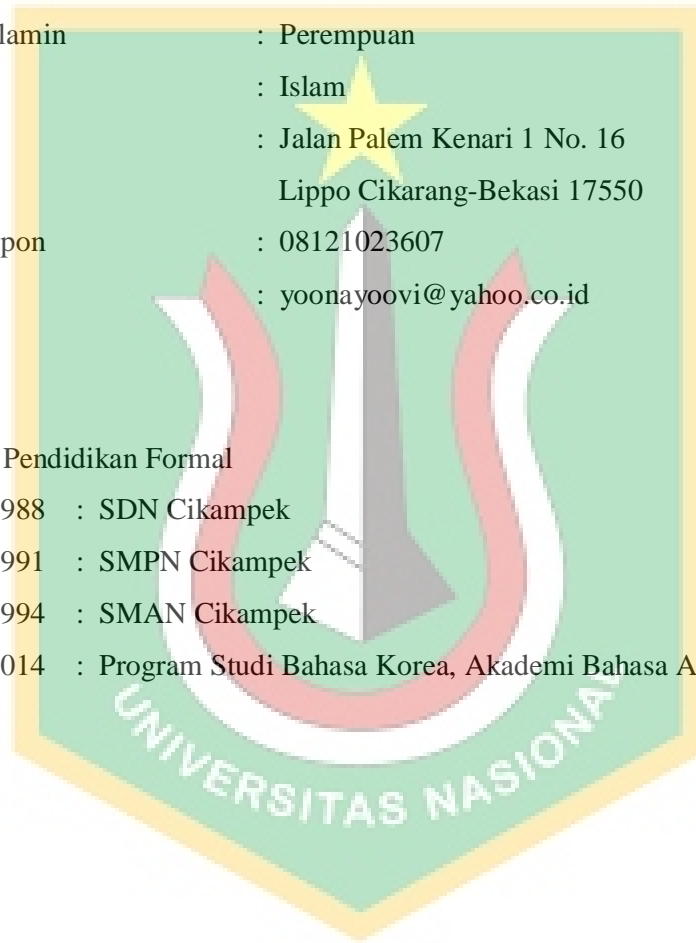 lamin : Perempuan
: Islam
: Jalan Palem Kenari 1 No. 16
Lippo Cikarang-Bekasi 17550
pon : 08121023607
: yoonayoovi@yahoo.co.id
Pendidikan Formal
988 : SDN Cikampek
991 : SMPN Cikampek
994 : SMAN Cikampek
014 : Program Studi Bahasa Korea, Akademi Bahasa A
UNIVERSITAS NASIONAL